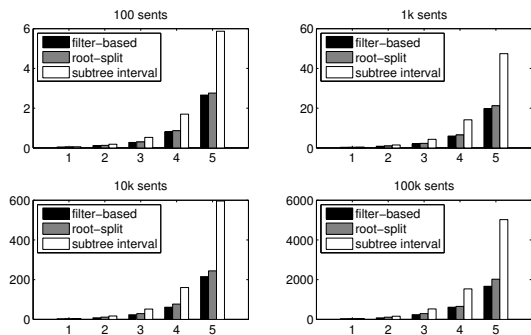 100 sents
6
4
2
0
filter-based
root-split
subtree interval
1 2 3 4 5
1k sents
60
40
20
0
filter-based
root-split
subtree interval
1 2 3 4 5
10k sents
600
400
200
0
filter-based
root-split
subtree interval
1 2 3 4 5
100k sents
6000
4000
2000
0
filter-based
root-split
subtree interval
1 2 3 4 5